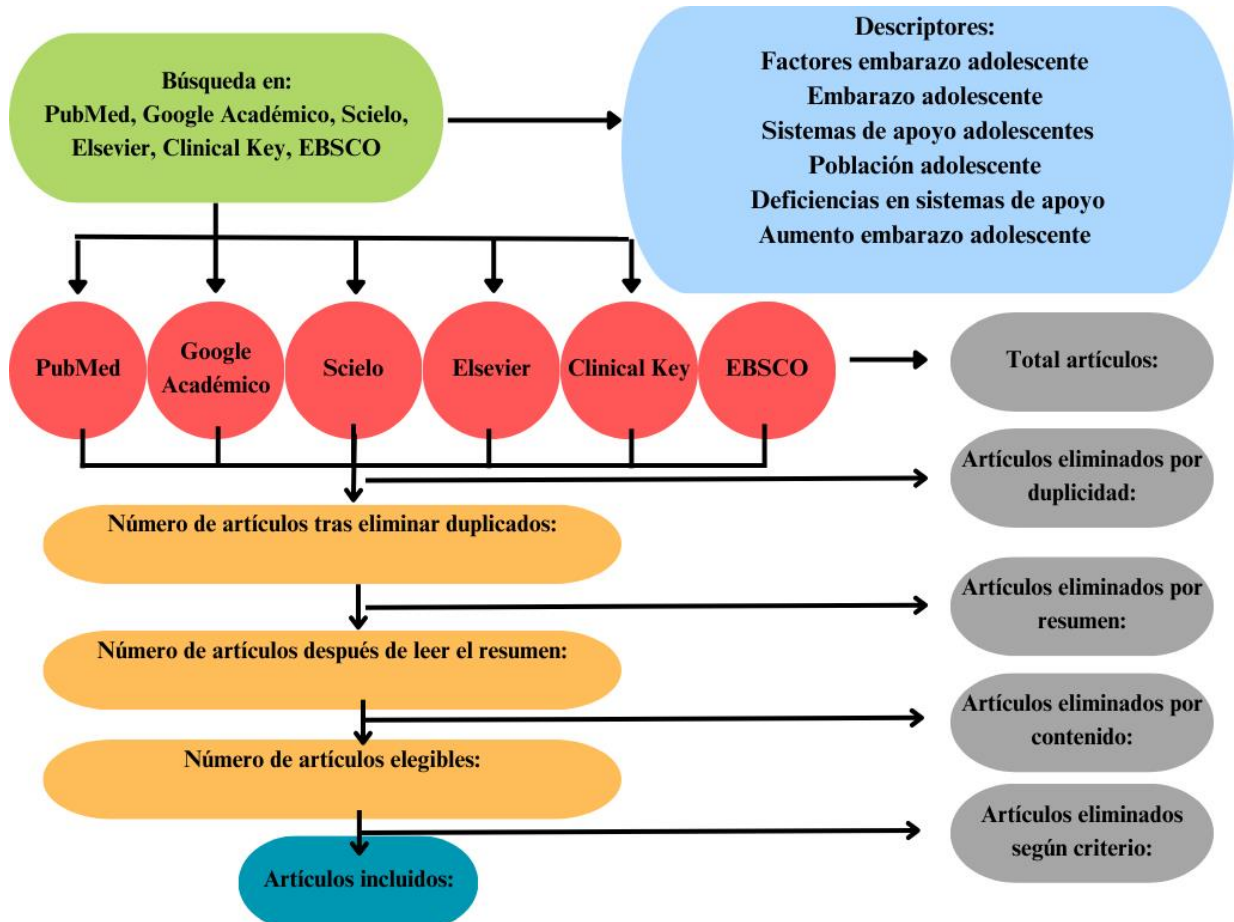 Búsqueda en:
PubMed, Google Académico, Scielo,
Elsevier, Clinical Key, EBSCO
Descriptores:
Factores embarazo adolescente
Embarazo adolescente
Sistemas de apoyo adolescentes
Población adolescente
Deficiencias en sistemas de apoyo
Aumento embarazo adolescente
PubMed
Google
Académico
Scielo
Elsevier
Clinical Key
EBSCO
Total artículos:
Artículos eliminados por
duplicidad:
Número de artículos tras eliminar duplicados:
Artículos eliminados por
resumen:
Número de artículos después de leer el resumen:
Artículos eliminados por
contenido:
Número de artículos elegibles:
Artículos eliminados
según criterio:
Artículos incluidos: